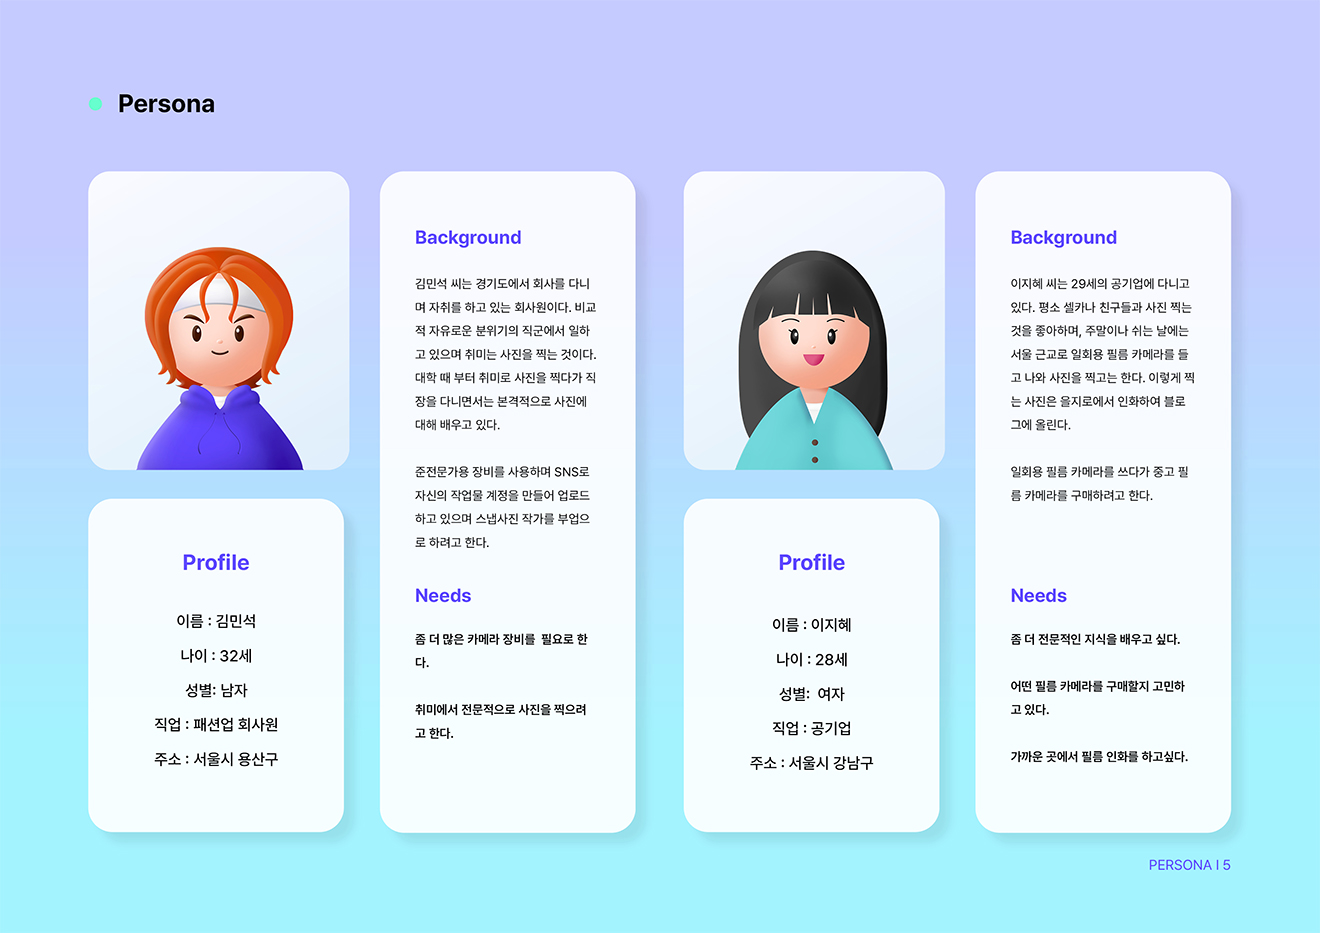 Persona
Profile
이름 : 김민석
나이 : 32세
성별: 남자
직업 : 패션업 회사원
주소 : 서울시 용산구
Background
김민석 씨는 경기도에서 회사를 다니
며 자취를 하고 있는 회사원이다. 비교
적 자유로운 분위기의 직군에서 일하
고 있으며 취미는 사진을 찍는 것이다.
대학 때 부터 취미로 사진을 찍다가 직
장을 다니면서는 본격적으로 사진에
대해 배우고 있다.
준전문가용 장비를 사용하며 SNS로
자신의 작업물 계정을 만들어 업로드
하고 있으며 스냅사진 작가를 부업으
로 하려고 한다.
Needs
좀 더 많은 카메라 장비를 필요로 한
다.
취미에서 전문적으로 사진을 찍으려
고 한다.
Profile
이름 : 이지혜
나이 : 28세
성별: 여자
직업 : 공기업
주소 : 서울시 강남구
Background
이지혜 씨는 29세의 공기업에 다니고
있다. 평소 셀카나 친구들과 사진 찍는
것을 좋아하며, 주말이나 쉬는 날에는
서울 근교로 일회용 필름 카메라를 들
고 나와 사진을 찍고는 한다. 이렇게 찍
는 사진은 을지로에서 인화하여 블로
그에 올린다.
일회용 필름 카메라를 쓰다가 중고 필
름 카메라를 구매하려고 한다.
Needs
좀 더 전문적인 지식을 배우고 싶다.
어떤 필름 카메라를 구매할지 고민하
고 있다.
가까운 곳에서 필름 인화를 하고싶다.
PERSONA I 5